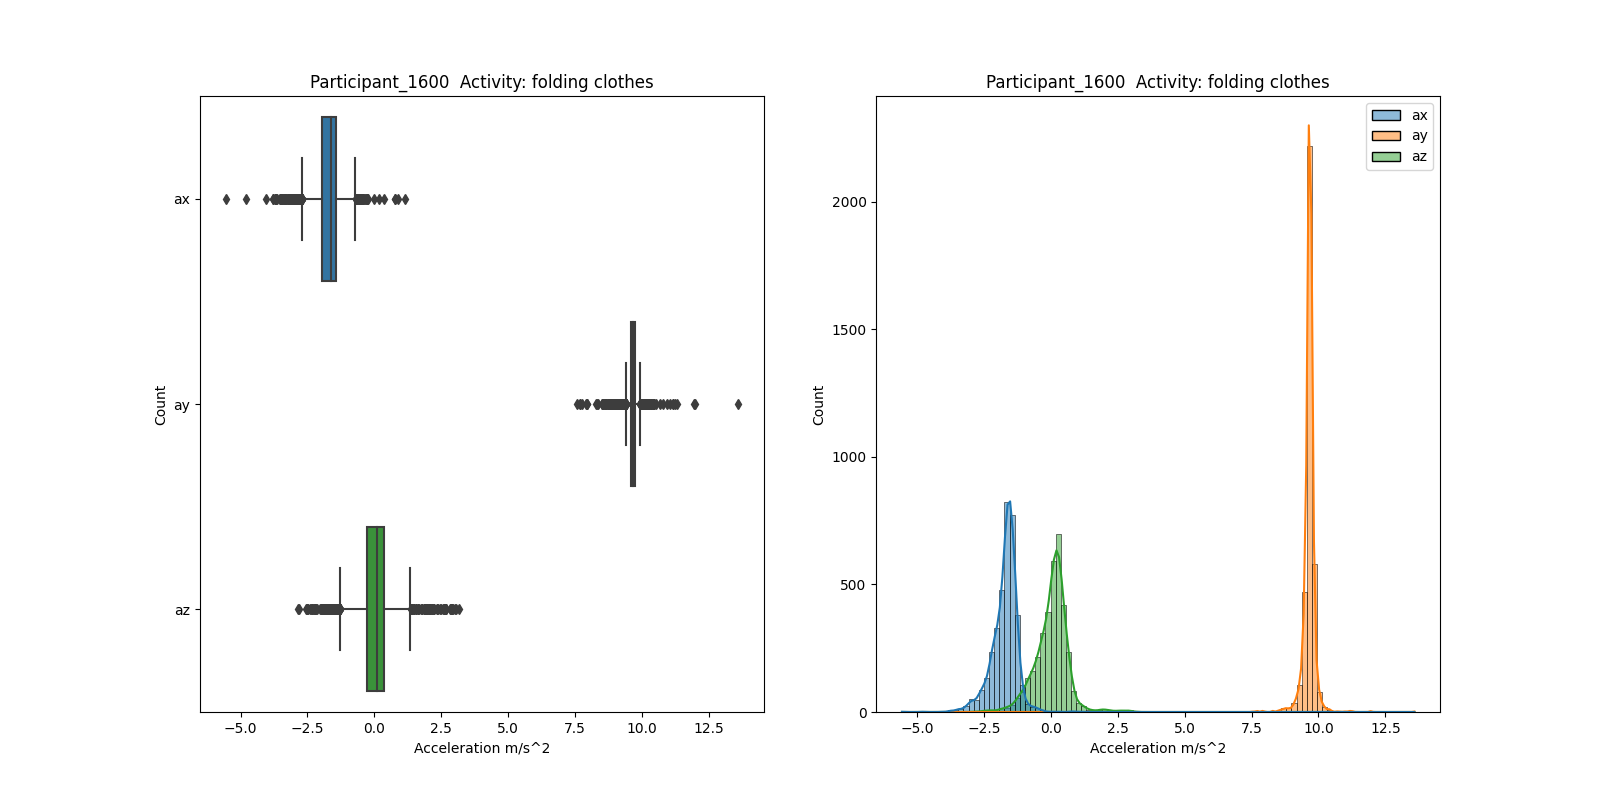 Participant_1600  Activity: folding clothes
Count
ax
ay
az
−5.0 −2.5 0.0 2.5 5.0 7.5 10.0 12.5
Acceleration m/s^2
Participant_1600  Activity: folding clothes
ax
ay
az
Count
2000
1500
1000
500
0
−5.0 −2.5 0.0 2.5 5.0 7.5 10.0 12.5
Acceleration m/s^2